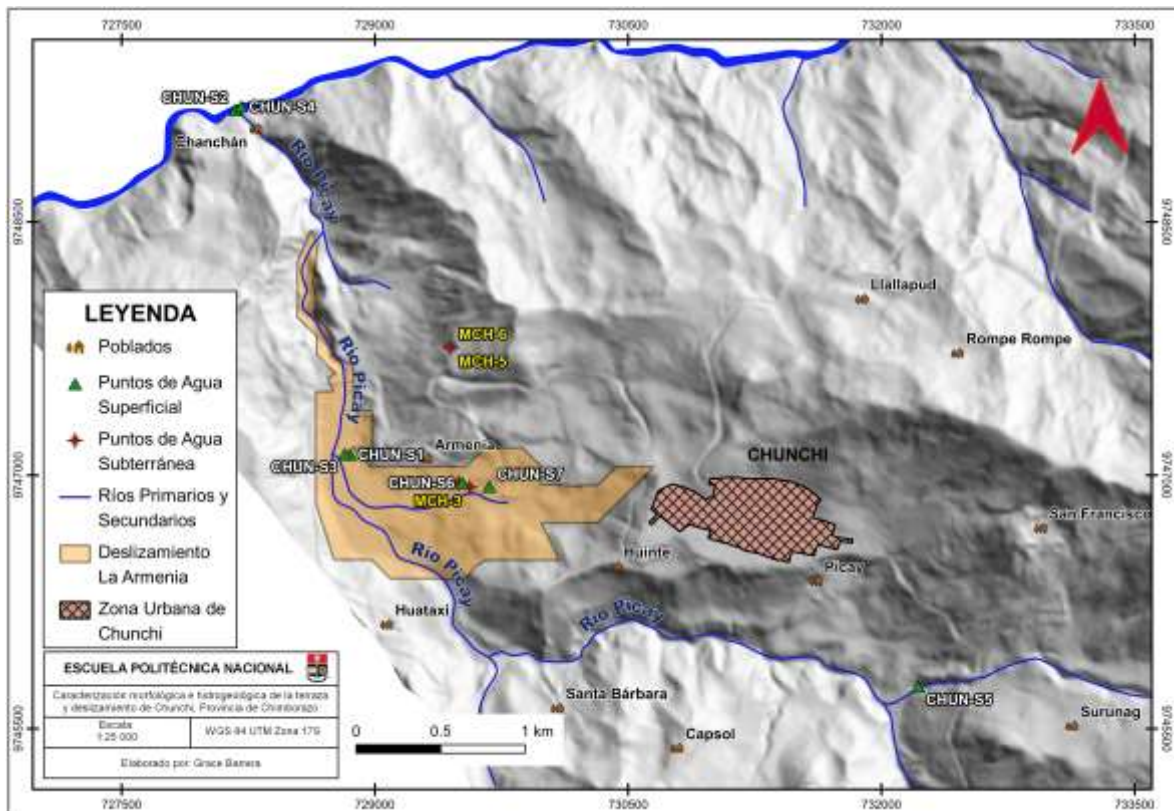 727500 729000 730500 732000 733500
CHUN-S2 CHUN-S4
Chanchán
Río Picay
9748500 9748500
Llallapud
MCH-6
MCH-5
Rompe Rompe
Río Picay
LEYENDA
Poblados
Puntos de Agua
Superficial
Puntos de Agua
Subterránea
Ríos Primarios y
Secundarios
Deslizamiento
La Armenia
Zona Urbana de
Chunchi
Armenia
CHUN-S1
CHUN-S3
CHUN-S6
CHUN-S7
MCH-3
CHUNCHI
9747000 9747000
San Francisco
Huinte
Picay
Río Picay
Huataxi
Río Picay
Santa Bárbara
CHUN-S5
Capsol
Surunag
9745500 9745500
ESCUELA POLITÉCNICA NACIONAL
Caracterización morfológica e hidrogeológica de la terraza
y deslizamiento de Chunchi, Provincia de Chimborazo
Escala
1:25 000
WGS-84 UTM Zona 17S
Elaborado por: Grace Barrera
0 0.5 1 km
727500 729000 730500 732000 733500